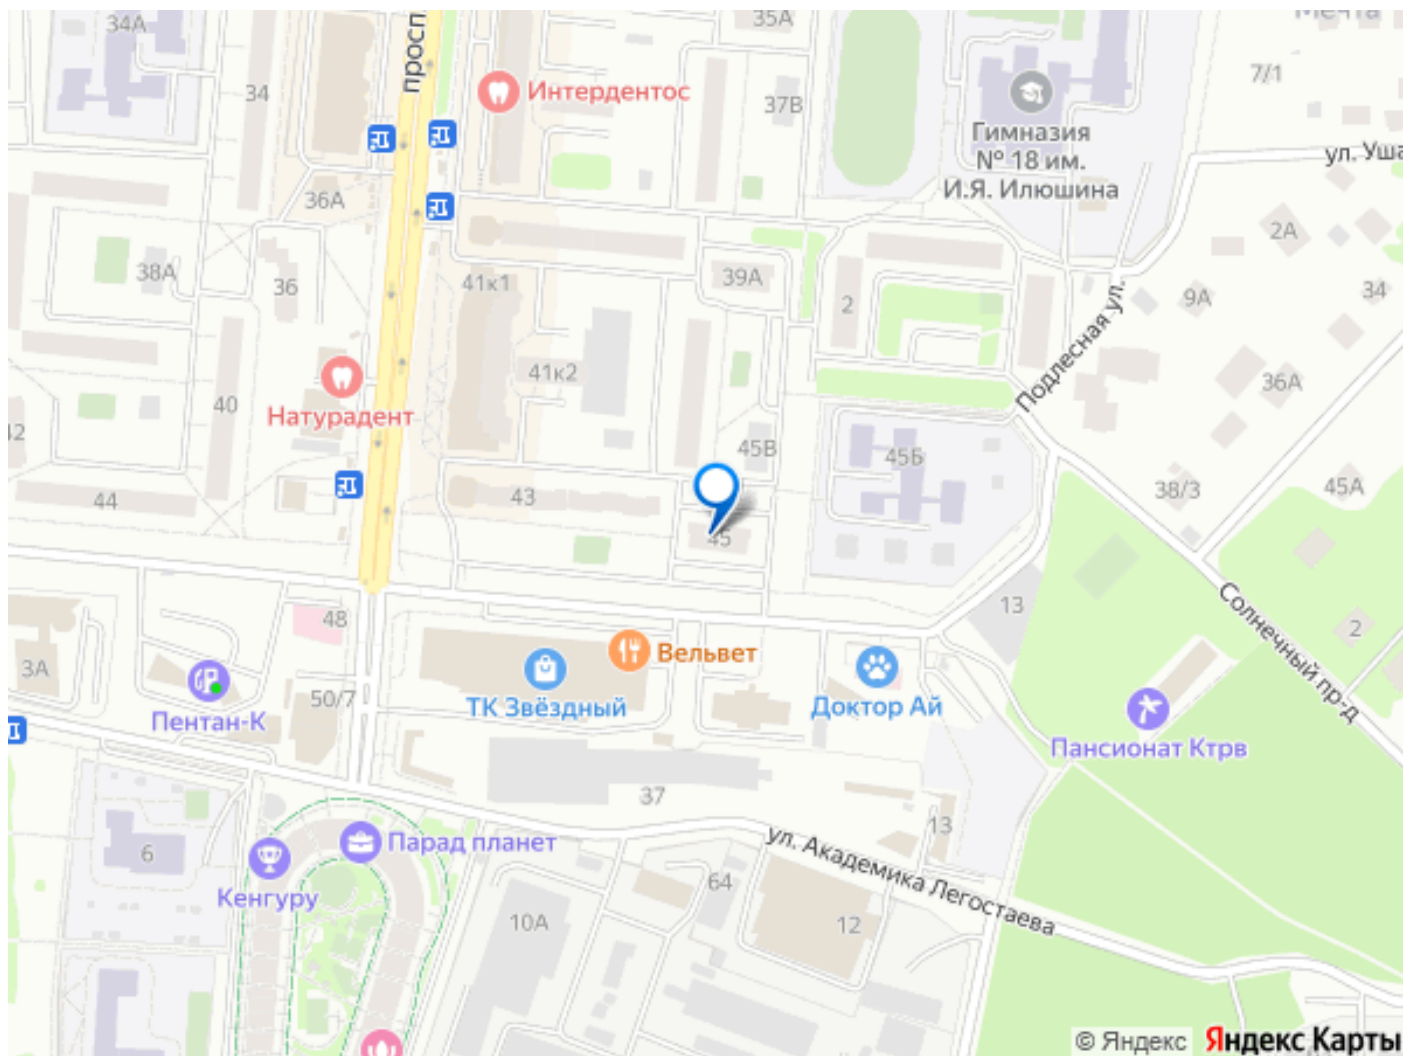 34А
просп
35А
Мечта
7/1
34
Интердентос
37В
Гимназия
№ 18 им.
И.Я. Илюшина
ул. Уша
36А
2А
38А
36
41к1
39А
2
9А
34
Подлесная ул.
41к2
36А
Натурадент
40
42
45В
45Б
44
43
38/3
45А
45
48
13
Солнечный пр-д
2
3А
Вельвет
50/7
ТК Звёздный
Доктор Ай
Пентан-К
Пансионат Ктрв
37
13
6
Парад планет
ул. Академика Легостаева
Кенгуру
64
10А
12
© Яндекс Яндекс Карты